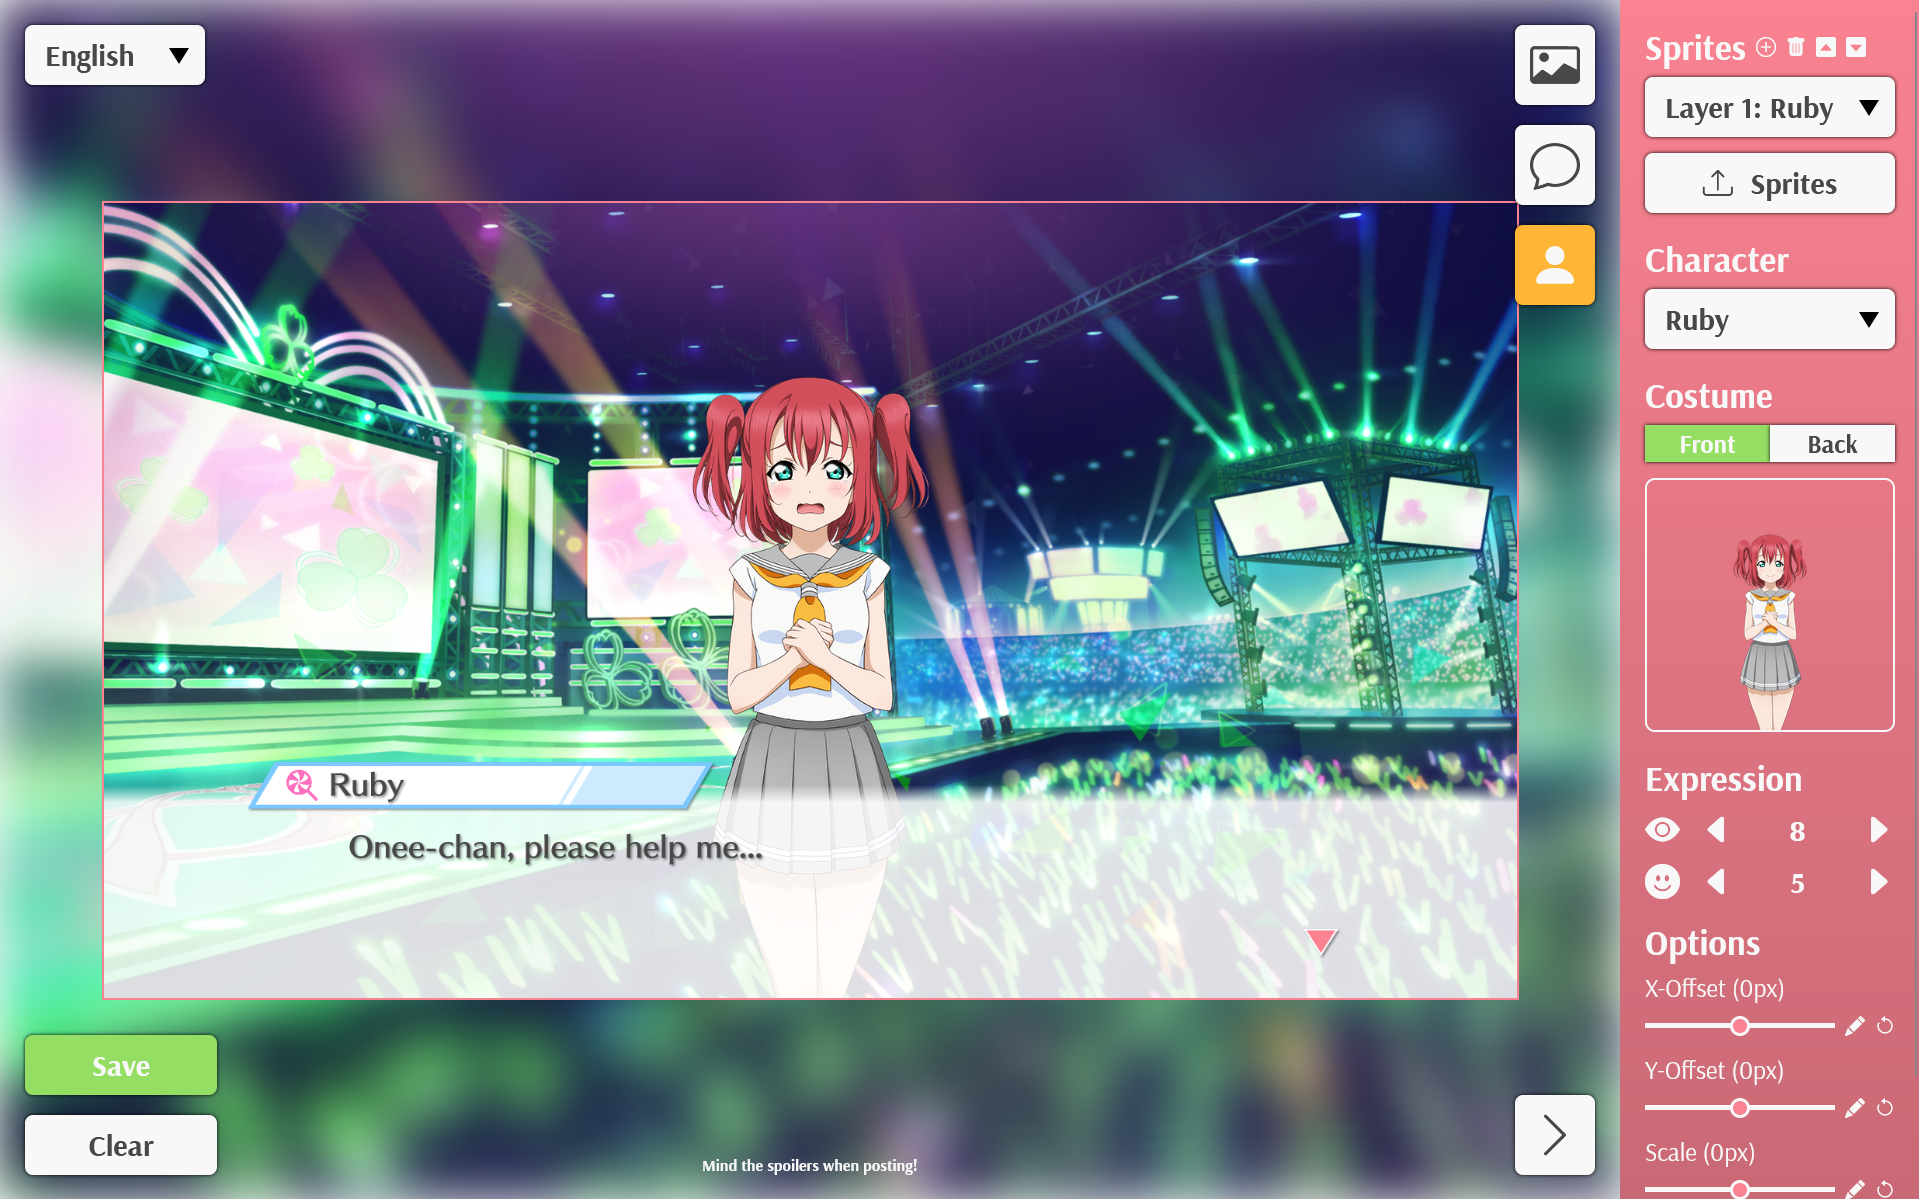 English
Sprites
Layer 1: Ruby
Sprites
Character
Ruby
Costume
Front Back
Expression
8
5
Options
X-Offset (0px)
Y-Offset (0px)
Scale (0px)
Ruby
Onee-chan, please help me...
Save
Clear
Mind the spoilers when posting!